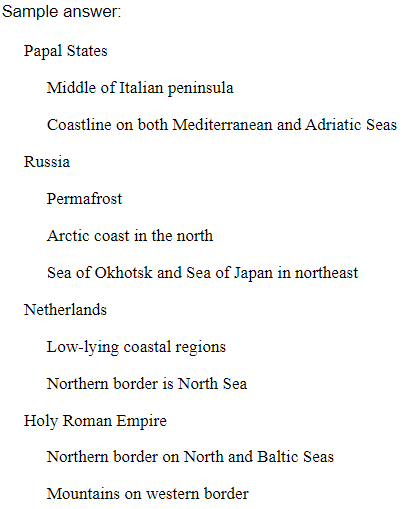 Sample answer:
Papal States
Middle of Italian peninsula
Coastline on both Mediterranean and Adriatic Seas
Russia
Permafrost
Arctic coast in the north
Sea of Okhotsk and Sea of Japan in northeast
Netherlands
Low-lying coastal regions
Northern border is North Sea
Holy Roman Empire
Northern border on North and Baltic Seas
Mountains on western border